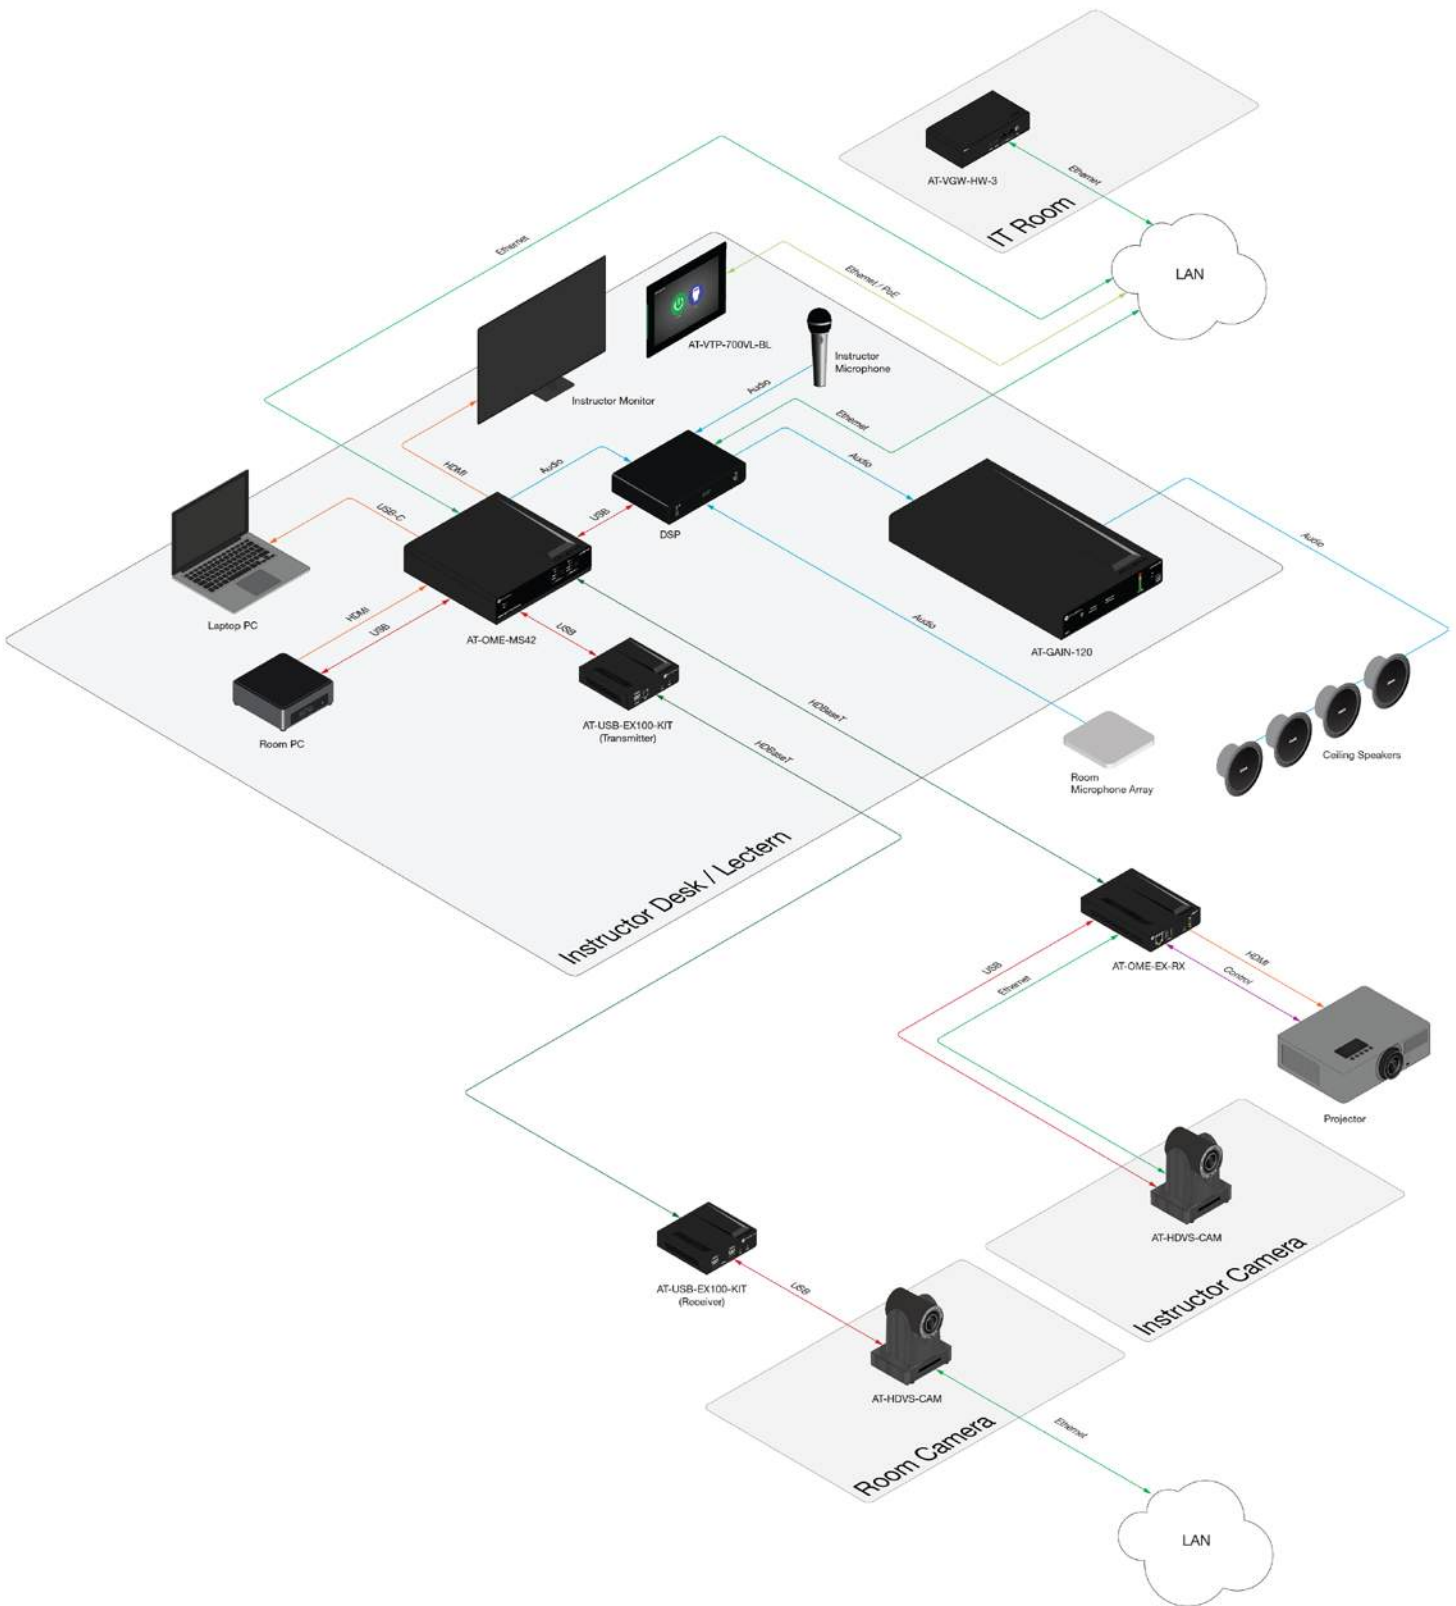 AT-VGW-HW-3
Ethernet
IT Room
LAN
Ethernet
Ethernet / PoE
AT-VTP-700VL-BL
Instructor
Microphone
Instructor Monitor
Audio
Ethernet
HDMI
Audio
Audio
USB-C
USB
DSP
Audio
Laptop PC
HDMI
USB
AT-OME-MS42
USB
Audio
AT-GAIN-120
Room PC
AT-USB-EX100-KIT
(Transmitter)
HDBaseT
HDBaseT
Room
Microphone Array
Ceiling Speakers
Instructor Desk / Lectern
USB
Ethernet
AT-OME-EX-RX
HDMI
Control
Projector
AT-HDVS-CAM
Instructor Camera
AT-USB-EX100-KIT
(Receiver)
USB
AT-HDVS-CAM
Room Camera
Ethernet
LAN